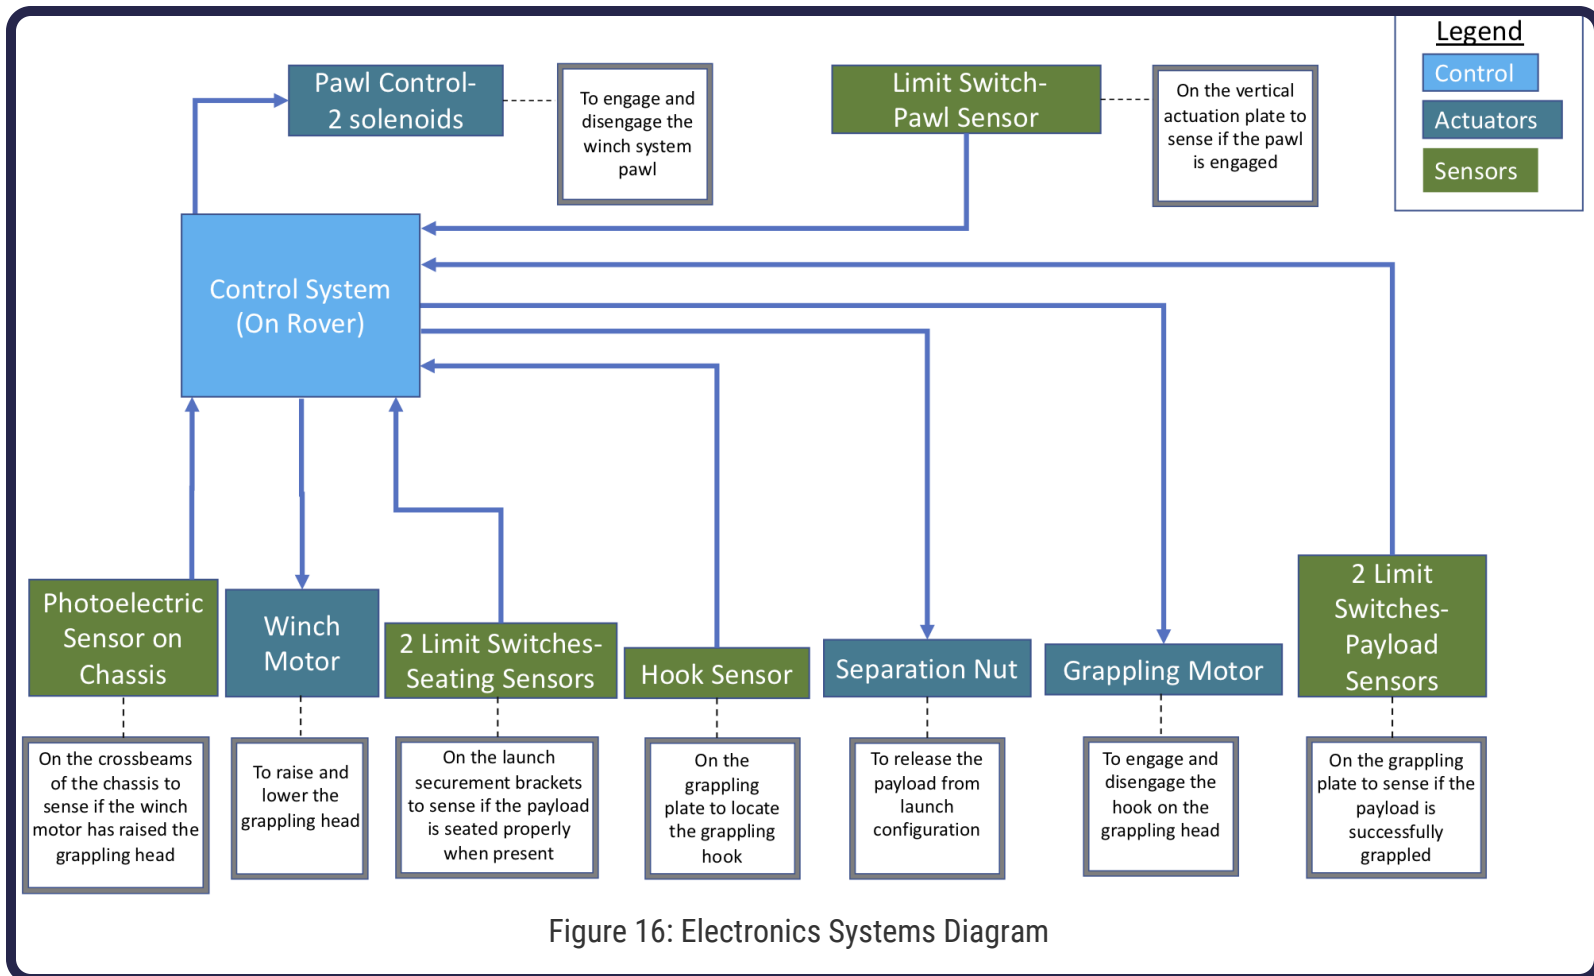 Legend
Control
Actuators
Sensors
Pawl Control-
2 solenoids
To engage and
disengage the
winch system
pawl
Limit Switch-
Pawl Sensor
On the vertical
actuation plate to
sense if the pawl
is engaged
Control System
(On Rover)
Photoelectric
Sensor on
Chassis
Winch
Motor
2 Limit Switches-
Seating Sensors
Hook Sensor
Separation Nut
Grappling Motor
2 Limit
Switches-
Payload
Sensors
On the crossbeams
of the chassis to
sense if the winch
motor has raised the
grappling head
To raise and
lower the
grappling head
On the launch
securement brackets
to sense if the payload
is seated properly
when present
On the
grappling
plate to locate
the grappling
hook
To release the
payload from
launch
configuration
To engage and
disengage the
hook on the
grappling head
On the grappling
plate to sense if the
payload is
successfully
grappled
Figure 16: Electronics Systems Diagram